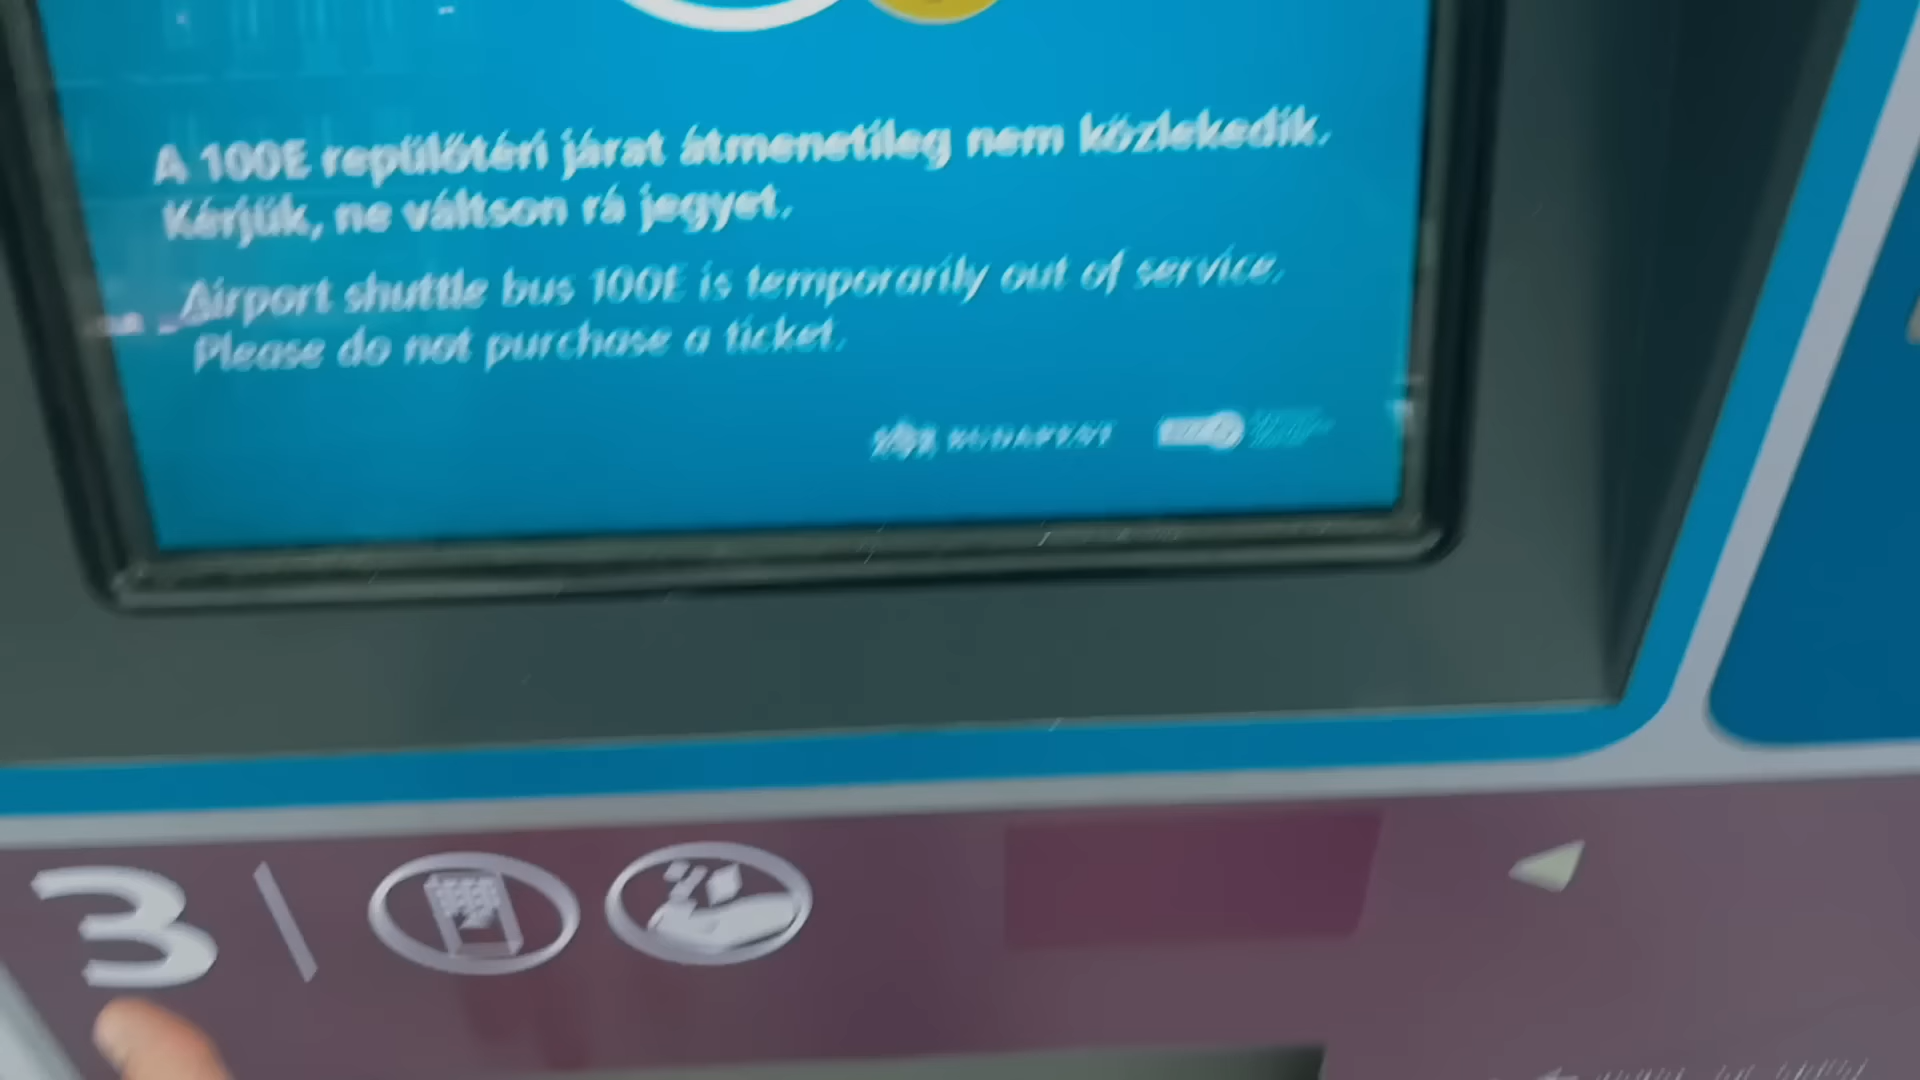 A 100E repülőtéri járat átmenetileg nem közlekedik.
Kérjük, ne váltson rá jegyet.
Airport shuttle bus 100E is temporarily out of service.
Please do not purchase a ticket.
BUDAPEST
3